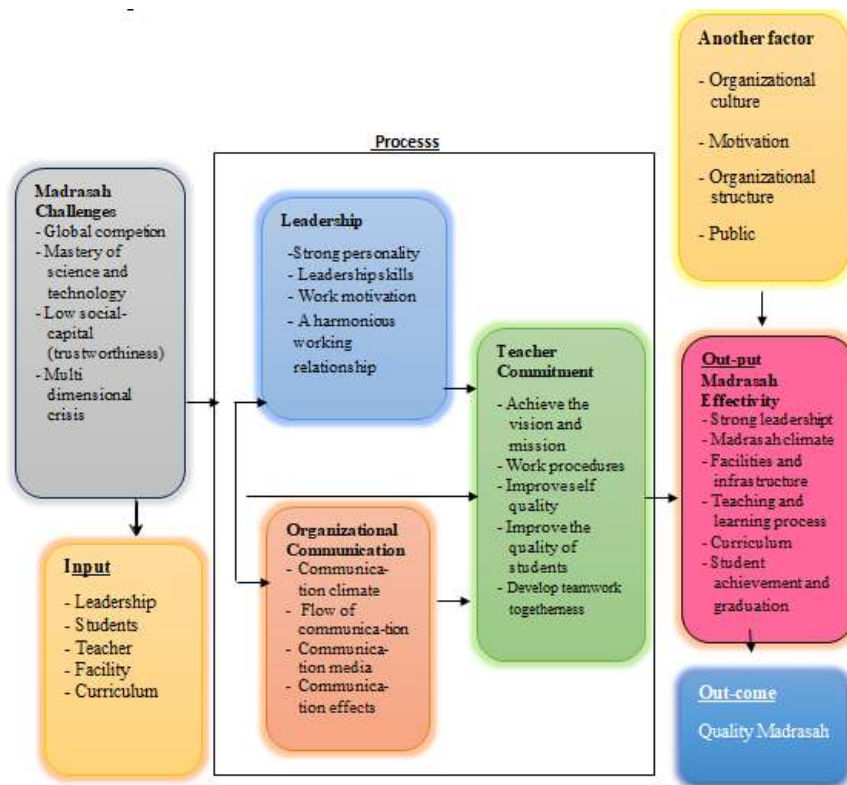 Processs
Madrasah
Challenges
- Global competion
- Mastery of
science and
technology
- Low social-
capital
(trustworthiness)
- Multi
dimensional
crisis
Input
- Leadership
- Students
- Teacher
- Facility
- Curriculum
Leadership
-Strong personality
- Leadership skills
- Work motivation
- A harmonious
working
relationship
Organizational
Communication
- Communica-
tion climate
- Flow of
communica-tion
- Communica-
tion media
- Communica-
tion effects
Teacher
Commitment
- Achieve the
vision and
mission
- Work procedures
- Improve self
quality
- Improve the
quality of
students
- Develop teamwork
togetherness
Another factor
- Organizational
culture
- Motivation
- Organizational
structure
- Public
Out-put
Madrasah
Effectivity
- Strong leadershipt
- Madrasah climate
- Facilities and
infrastructure
- Teaching and
learning process
- Curriculum
- Student
achievement and
graduation
Out-come
Quality Madrasah